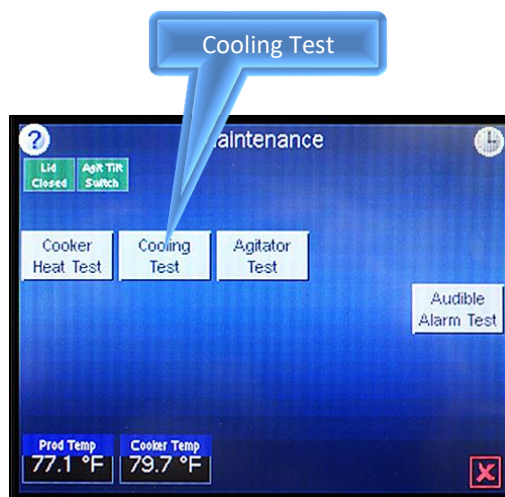 Cooling Test
?
aintenance
Lid
Closed
Agit Tilt
Switch
Cooker
Heat Test
Cooling
Test
Agitator
Test
Audible
Alarm Test
Prod Temp
77.1 °F
Cooker Temp
79.7 °F
X